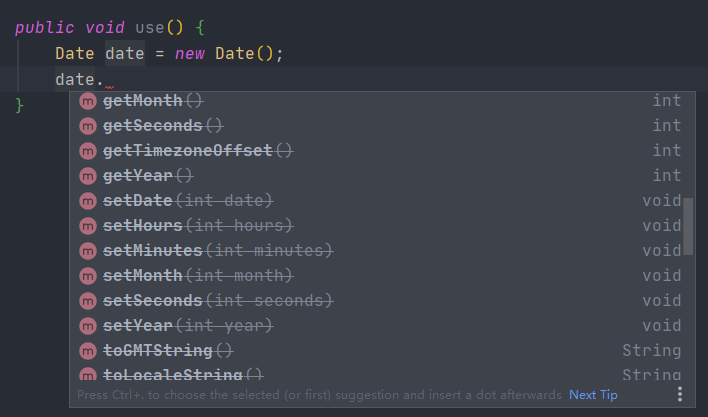 public void use() {
Date date = new Date();
date.
m getMonth() int
m getSeconds() int
m getTimezoneOffset() int
m getYear() int
m setDate(int date) void
m setHours(int hours) void
m setMinutes(int minutes) void
m setMonth(int month) void
m setSeconds(int seconds) void
m setYear(int year) void
m toGMTString() String
m toLocaleString() String
}
Press Ctrl+. to choose the selected (or first) suggestion and insert a dot afterwards Next Tip